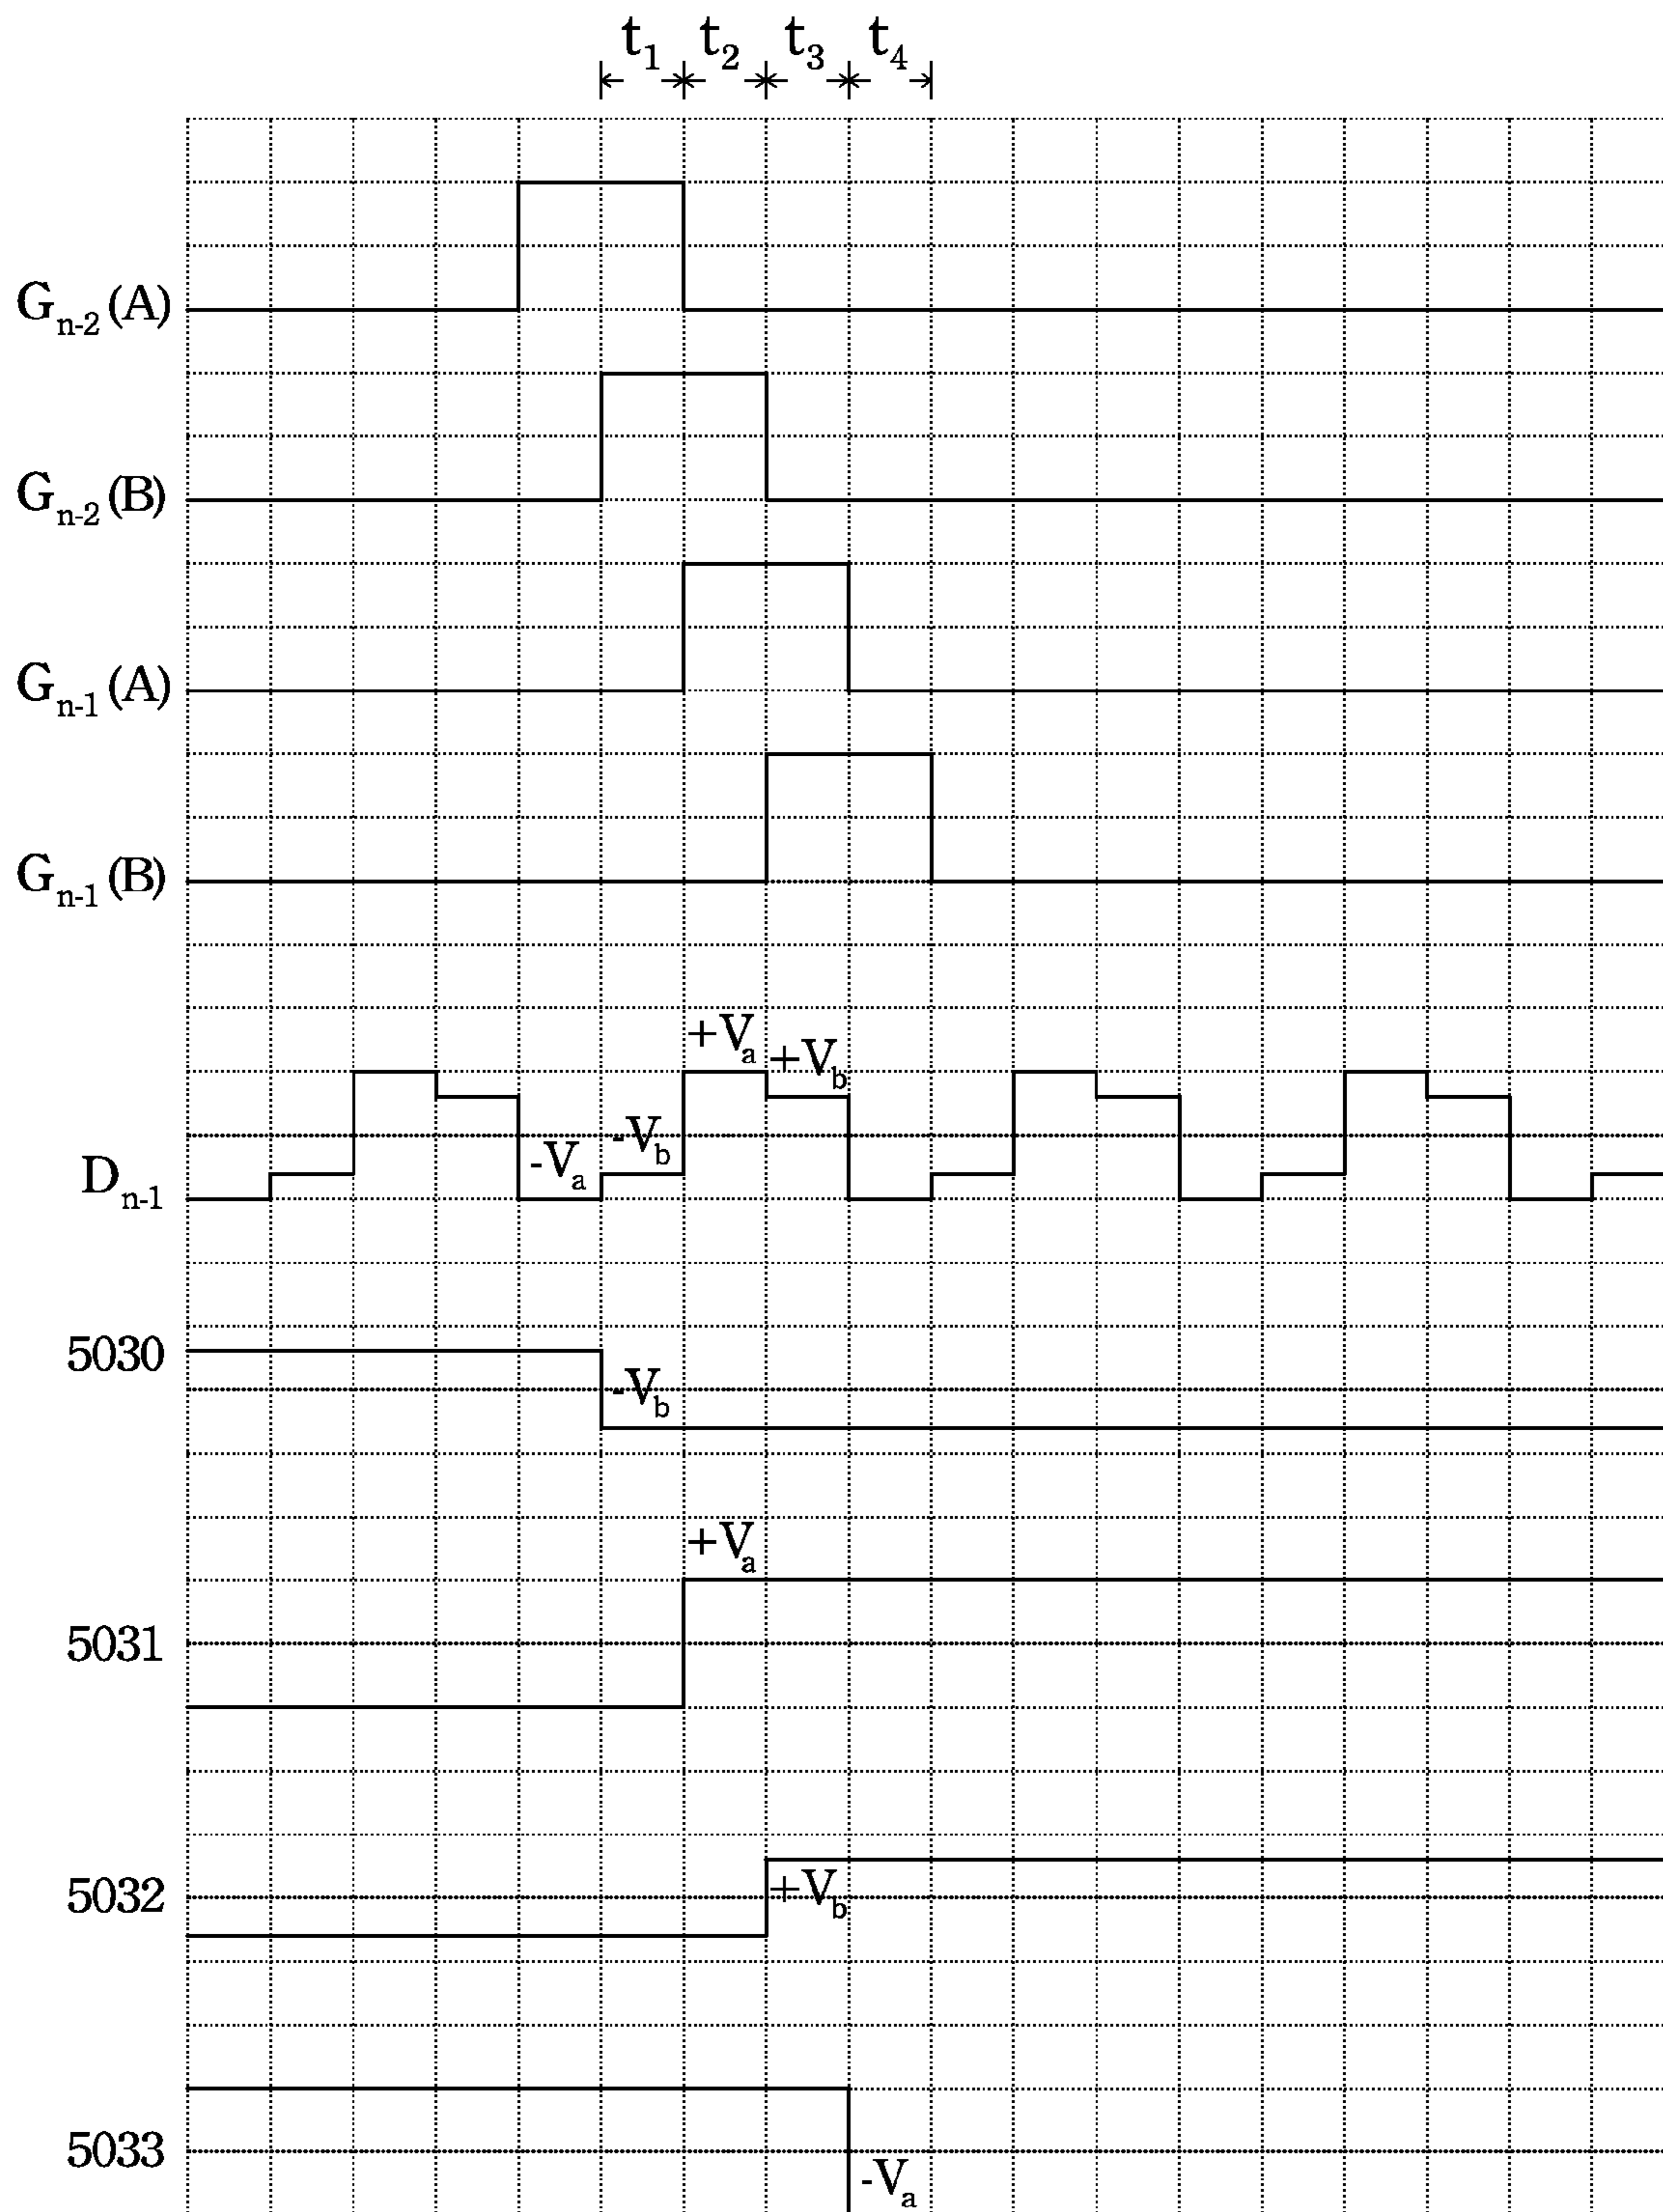 t1 t2 t3 t4
Gn-2(A)
Gn-2(B)
Gn-1(A)
Gn-1(B)
+Va
+Vb
-Vb
-Va
Dn-1
5030
-Vb
+Va
5031
5032
+Vb
5033
-Va